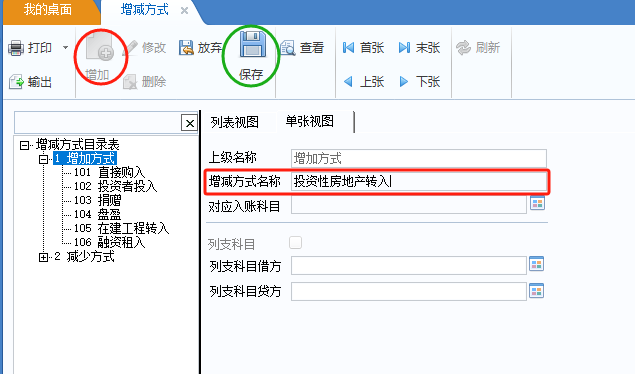 我的桌面 增减方式
打印 增加 修改 放弃 保存 查看 首张 末张 刷新
输出 删除 上张 下张
列表视图 单张视图
增减方式目录表
1 增加方式
101 直接购入
102 投资者投入
103 捐赠
104 盘盈
105 在建工程转入
106 融资租入
2 减少方式
上级名称 增加方式
增减方式名称 投资性房地产转入
对应入账科目
列支科目
列支科目借方
列支科目贷方